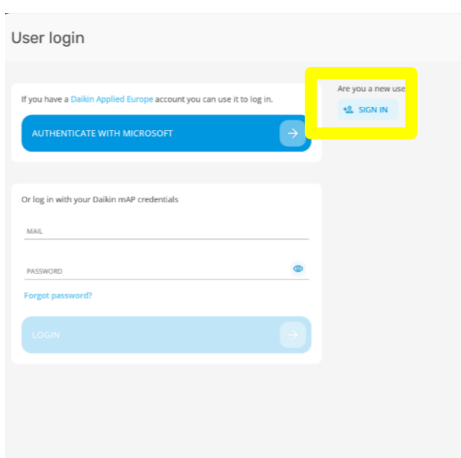 User login
If you have a Daikin Applied Europe account you can use it to log in.
AUTHENTICATE WITH MICROSOFT
Are you a new use
SIGN IN
Or log in with your Daikin mAP credentials
MAIL
PASSWORD
Forgot password?
LOGIN